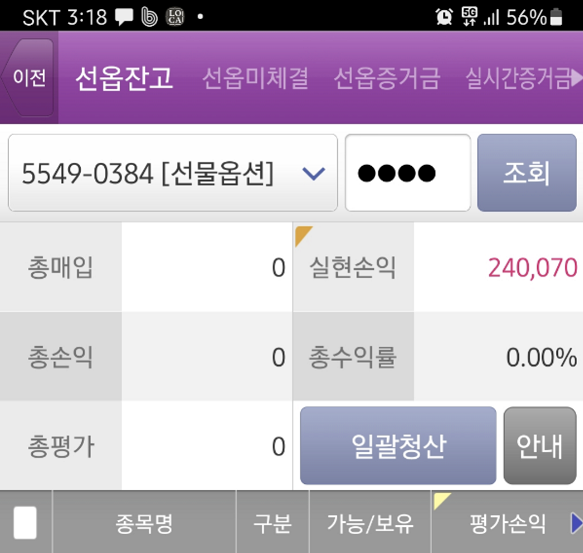 SKT 3:18 LOCA 5G 56%
이전 선옵잔고 선옵미체결 선옵증거금 실시간증거금
5549-0384 [선물옵션] 조회
총매입 0 실현손익 240,070
총손익 0 총수익률 0.00%
총평가 0 일괄청산 안내
종목명 구분 가능/보유 평가손익